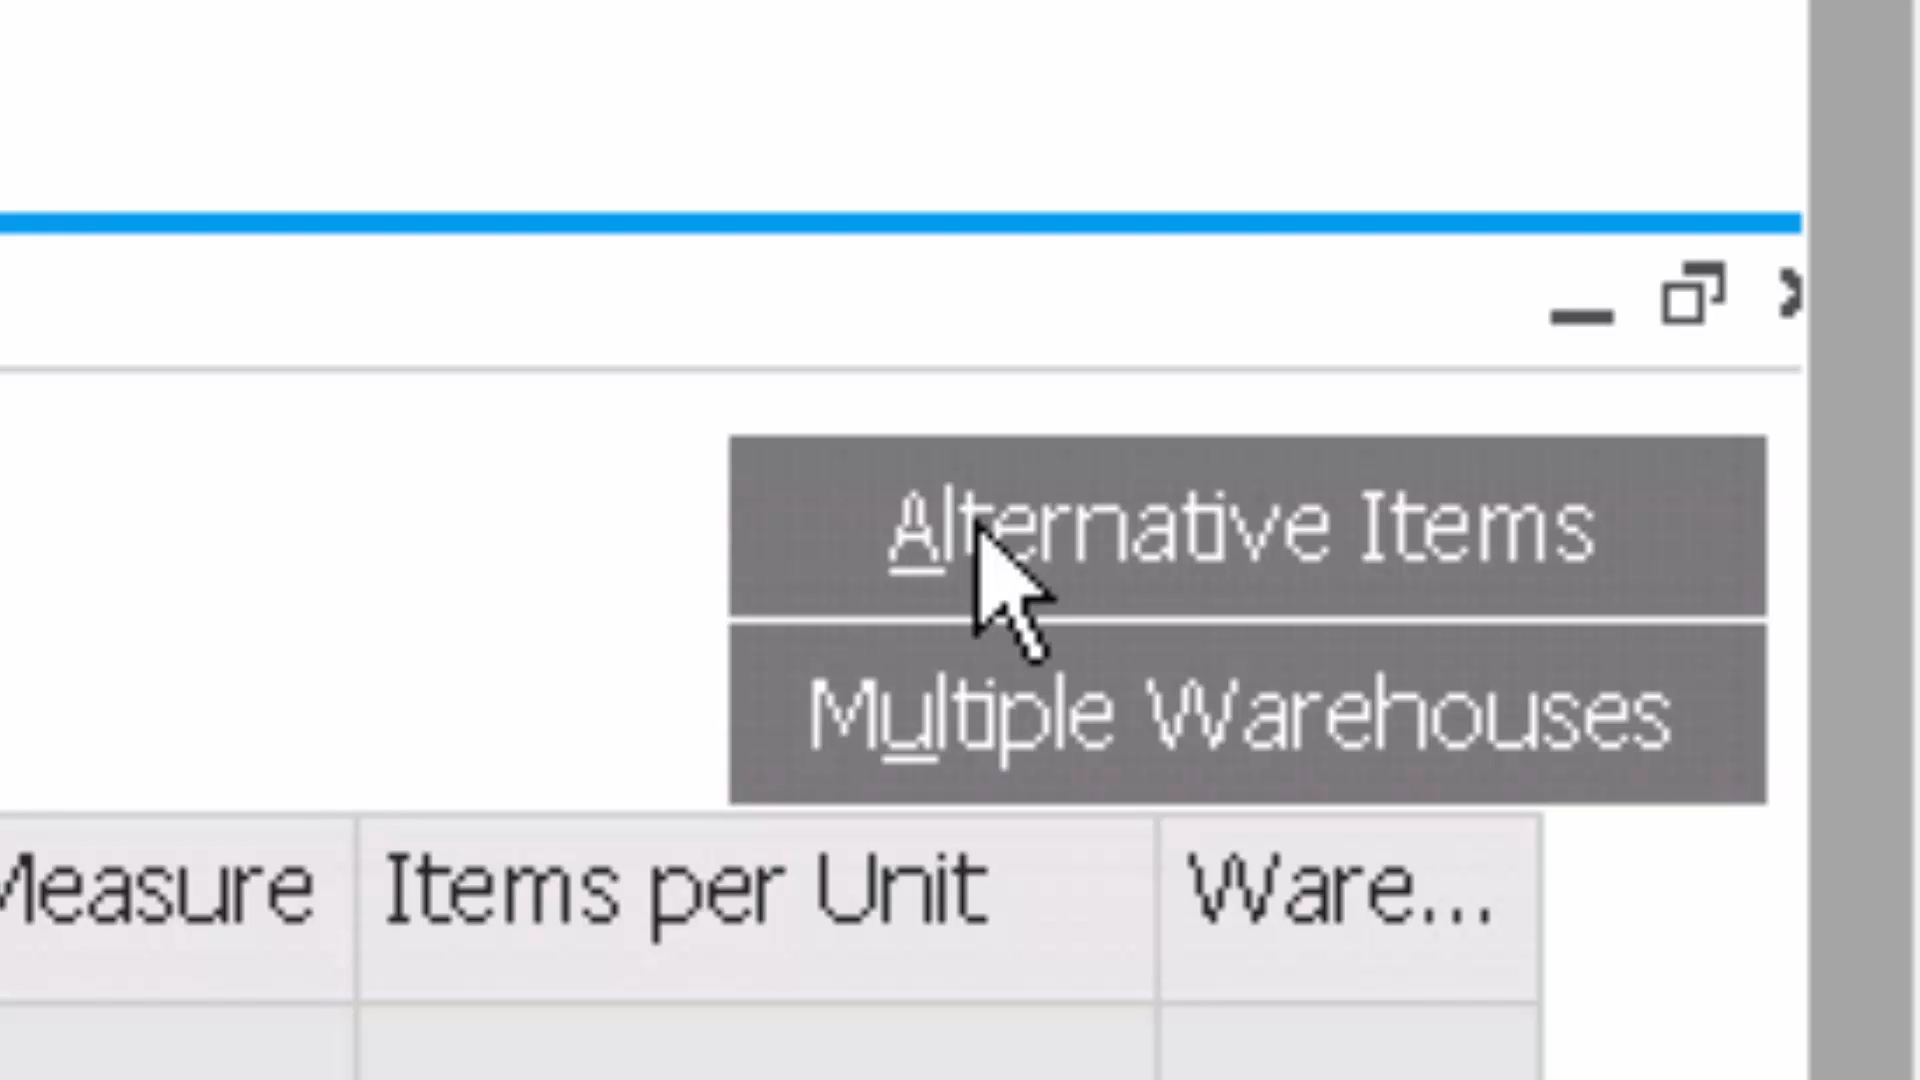 Alternative Items
Multiple Warehouses
Measure Items per Unit Ware...